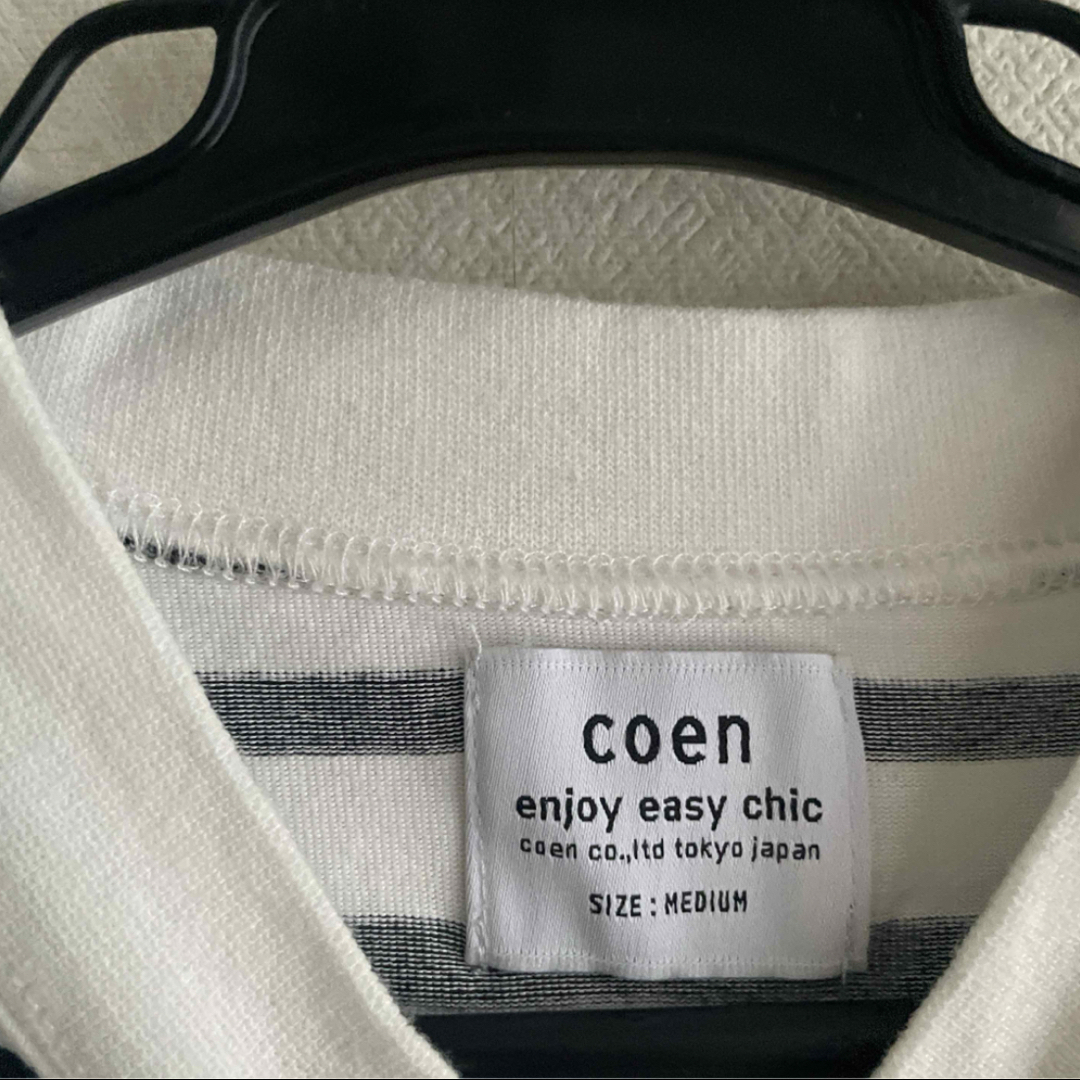 coen
enjoy easy chic
coen co.,ltd tokyo japan
SIZE : MEDIUM